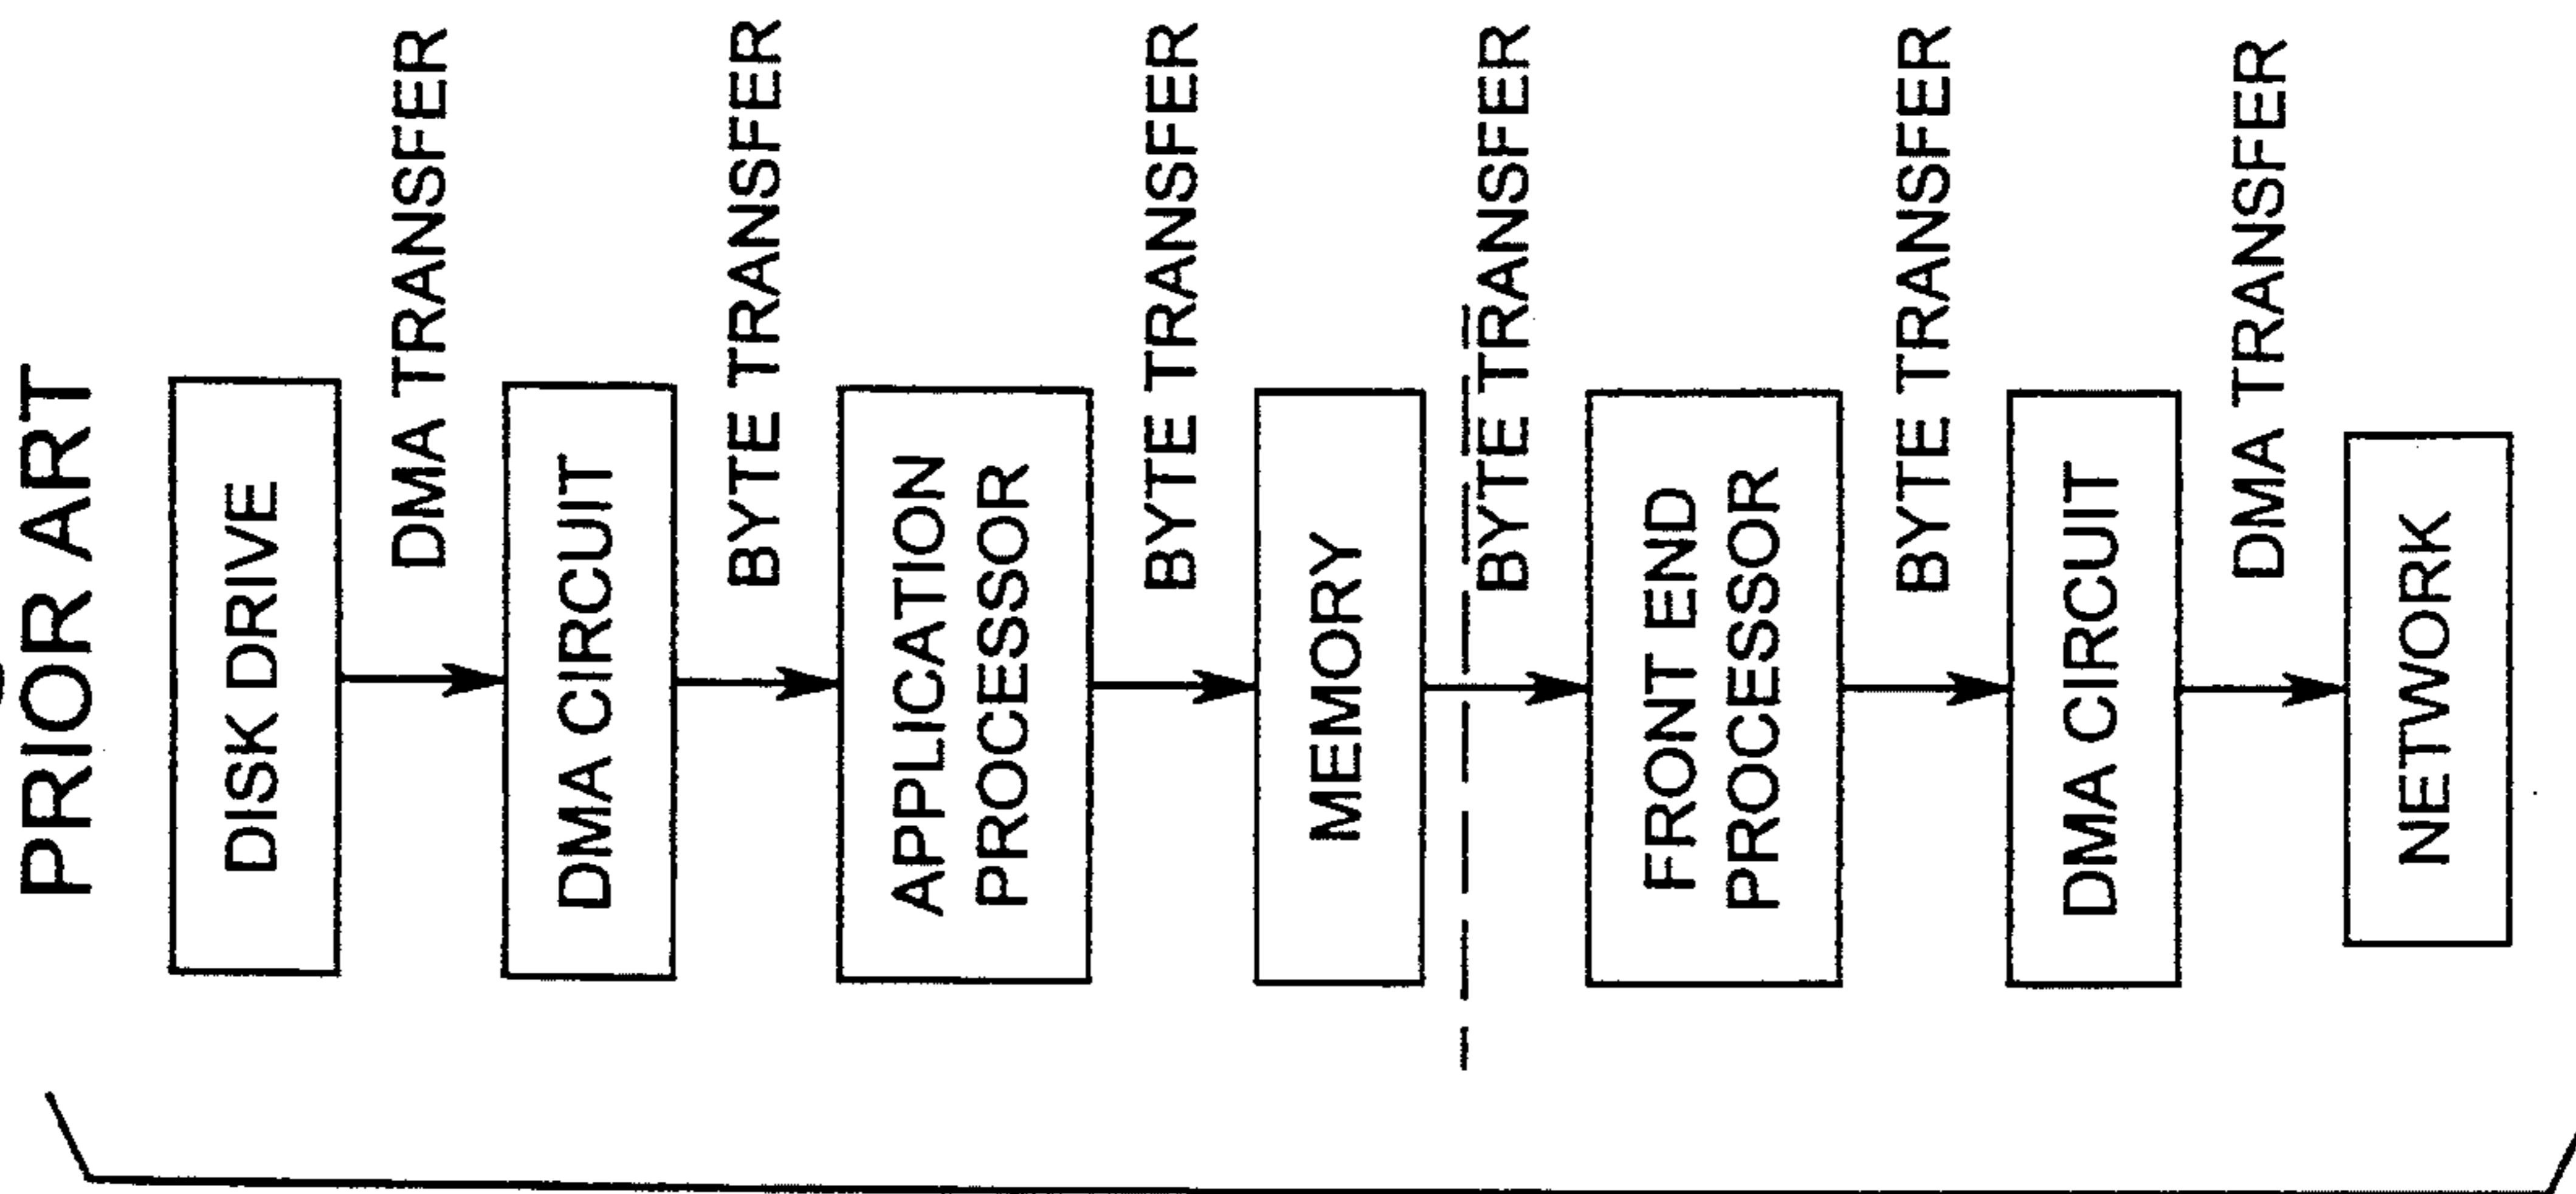 PRIOR ART
DISK DRIVE
DMA TRANSFER
DMA CIRCUIT
BYTE TRANSFER
APPLICATION
PROCESSOR
BYTE TRANSFER
MEMORY
BYTE TRANSFER
FRONT END
PROCESSOR
BYTE TRANSFER
DMA CIRCUIT
DMA TRANSFER
NETWORK